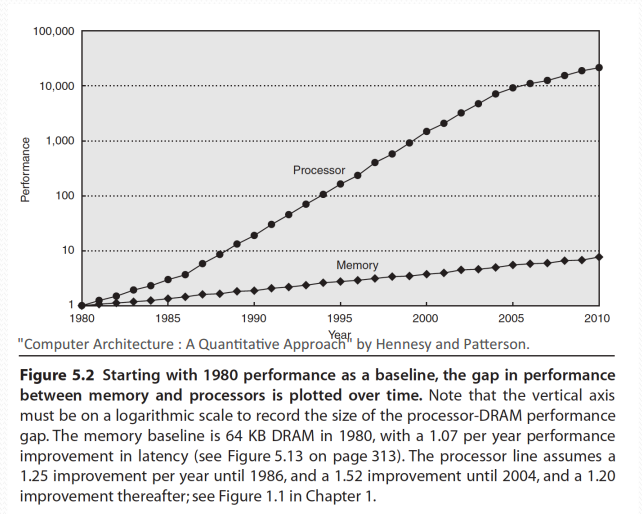 100,000
10,000
1,000
100
10
1
Performance
Processor
Memory
1980 1985 1990 1995 2000 2005 2010
Year
"Computer Architecture : A Quantitative Approach" by Hennesy and Patterson.
Figure 5.2 Starting with 1980 performance as a baseline, the gap in performance
between memory and processors is plotted over time. Note that the vertical axis
must be on a logarithmic scale to record the size of the processor-DRAM performance
gap. The memory baseline is 64 KB DRAM in 1980, with a 1.07 per year performance
improvement in latency (see Figure 5.13 on page 313). The processor line assumes a
1.25 improvement per year until 1986, and a 1.52 improvement until 2004, and a 1.20
improvement thereafter; see Figure 1.1 in Chapter 1.